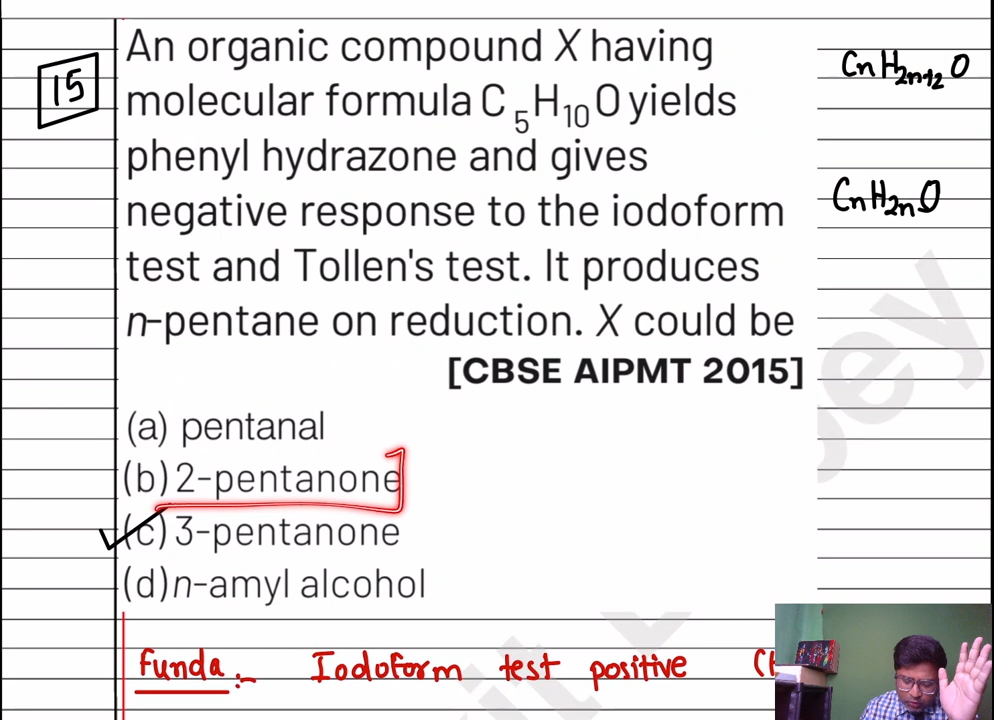 15
An organic compound X having
molecular formula C₅H₁₀O yields
phenyl hydrazone and gives
negative response to the iodoform
test and Tollen's test. It produces
n-pentane on reduction. X could be
[CBSE AIPMT 2015]
(a) pentanal
(b) 2-pentanone
(c) 3-pentanone
(d) n-amyl alcohol
CnH2n+2O
CnH2nO
Funda :- Iodoform test positive